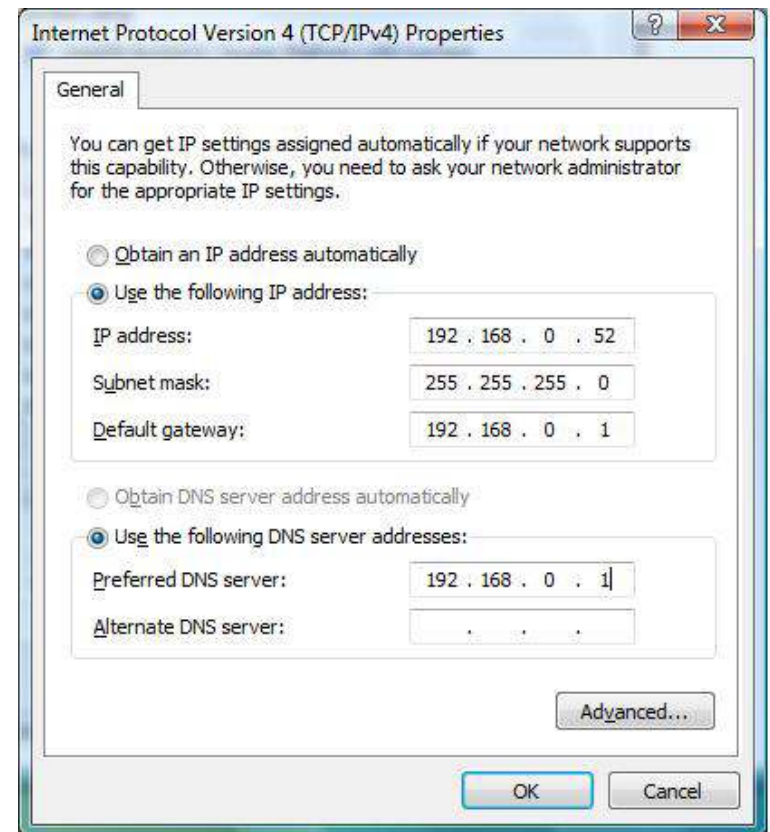 Internet Protocol Version 4 (TCP/IPv4) Properties
General
You can get IP settings assigned automatically if your network supports
this capability. Otherwise, you need to ask your network administrator
for the appropriate IP settings.
Obtain an IP address automatically
Use the following IP address:
IP address: 192 . 168 . 0 . 52
Subnet mask: 255 . 255 . 255 . 0
Default gateway: 192 . 168 . 0 . 1
Obtain DNS server address automatically
Use the following DNS server addresses:
Preferred DNS server: 192 . 168 . 0 . 1
Alternate DNS server: . . .
Advanced...
OK Cancel